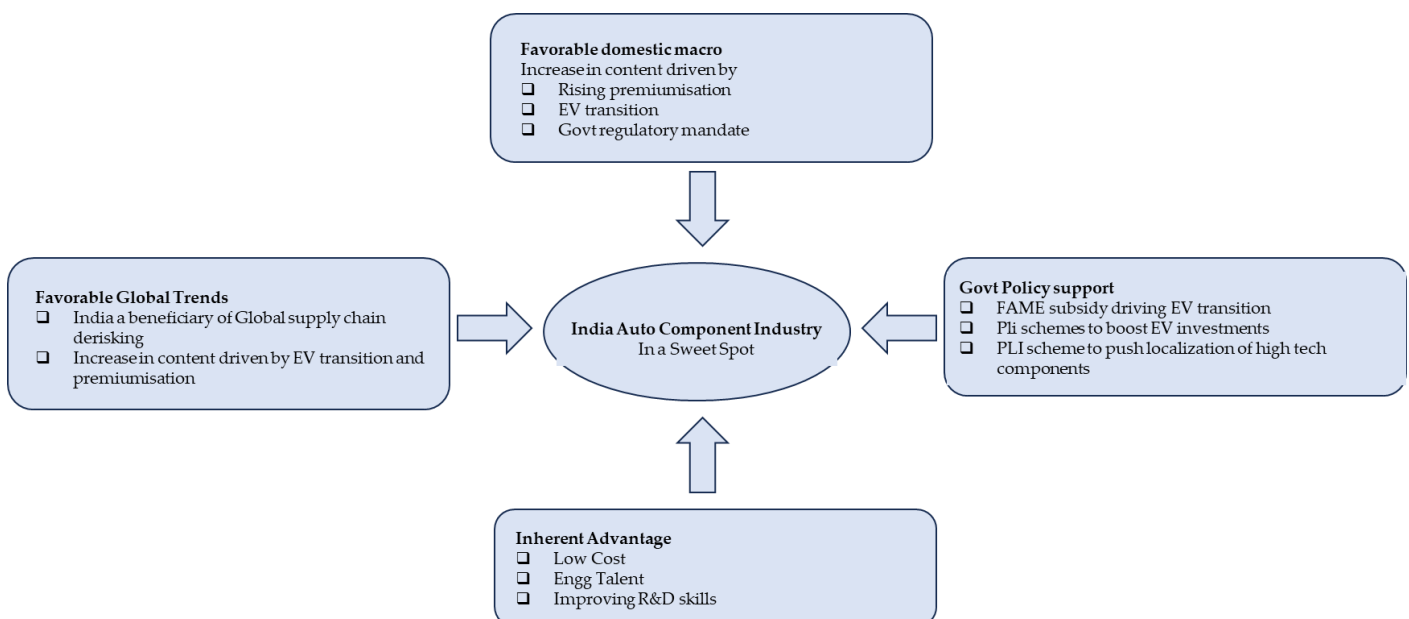 Favorable domestic macro
Increase in content driven by
❑ Rising premiumisation
❑ EV transition
❑ Govt regulatory mandate
Favorable Global Trends
❑ India a beneficiary of Global supply chain
derisking
❑ Increase in content driven by EV transition and
premiumisation
India Auto Component Industry
In a Sweet Spot
Govt Policy support
❑ FAME subsidy driving EV transition
❑ Pli schemes to boost EV investments
❑ PLI scheme to push localization of high tech
components
Inherent Advantage
❑ Low Cost
❑ Engg Talent
❑ Improving R&D skills